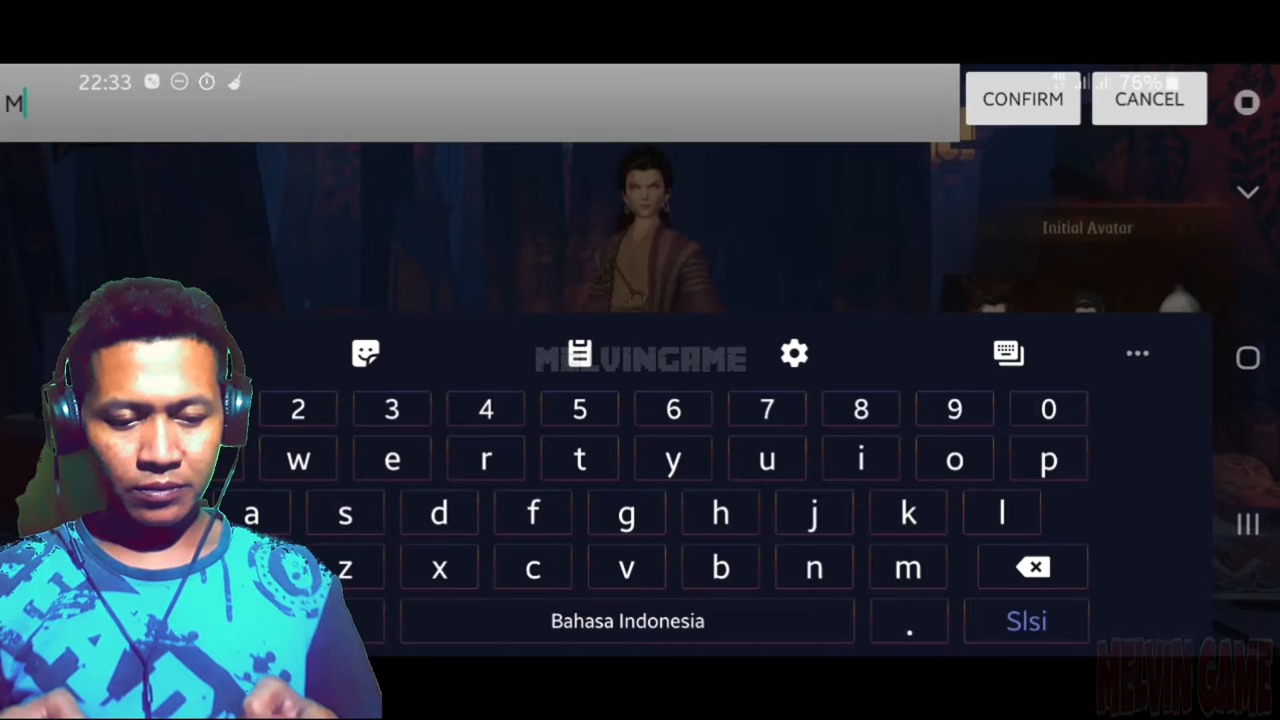 22:33
76%
M
CONFIRM
CANCEL
Initial Avatar
MELVINGAME
2 3 4 5 6 7 8 9 0
w e r t y u i o p
a s d f g h j k l
z x c v b n m
Bahasa Indonesia . Slsi
MELVIN GAME